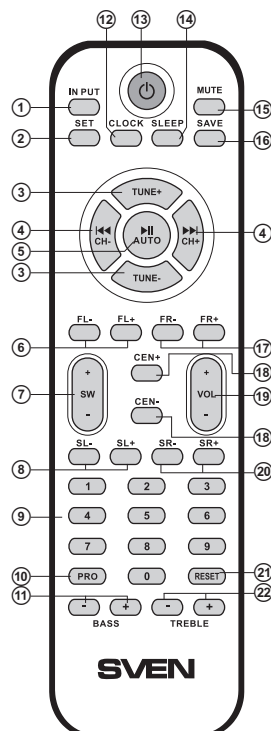 12 13 14
IN PUT MUTE
1 15
SET CLOCK SLEEP SAVE
2 16
3 TUNE+
4 CH- AUTO CH+ 4
5
3 TUNE-
FL- FL+ FR- FR+
6 17
CEN+ 18
+ +
7 SW VOL 19
- -
CEN- 18
SL- SL+ SR- SR+
8 20
1 2 3
9 4 5 6
7 8 9
10 PRO 0 RESET 21
11 - + - + 22
BASS TREBLE
SVEN